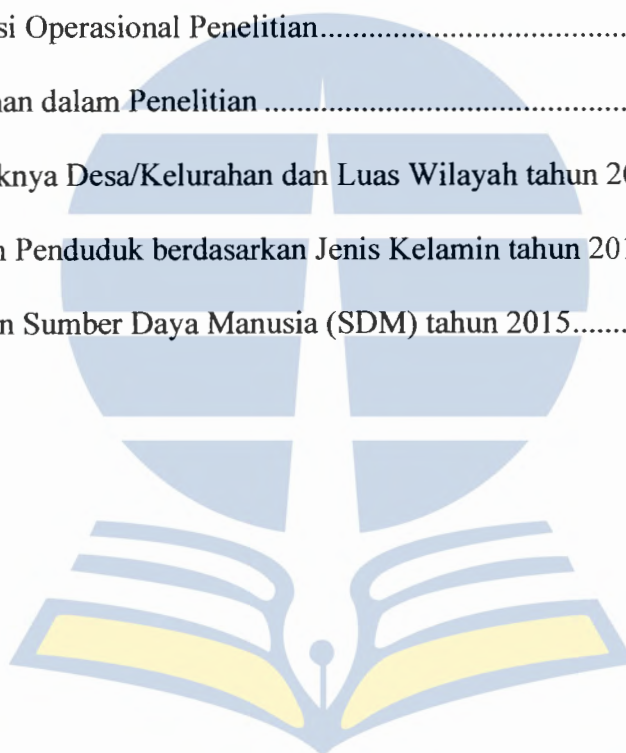 si Operasional Penelitian.......................................................
an dalam Penelitian ...............................................................
knya Desa/Kelurahan dan Luas Wilayah tahun 20
n Penduduk berdasarkan Jenis Kelamin tahun 201
n Sumber Daya Manusia (SDM) tahun 2015........